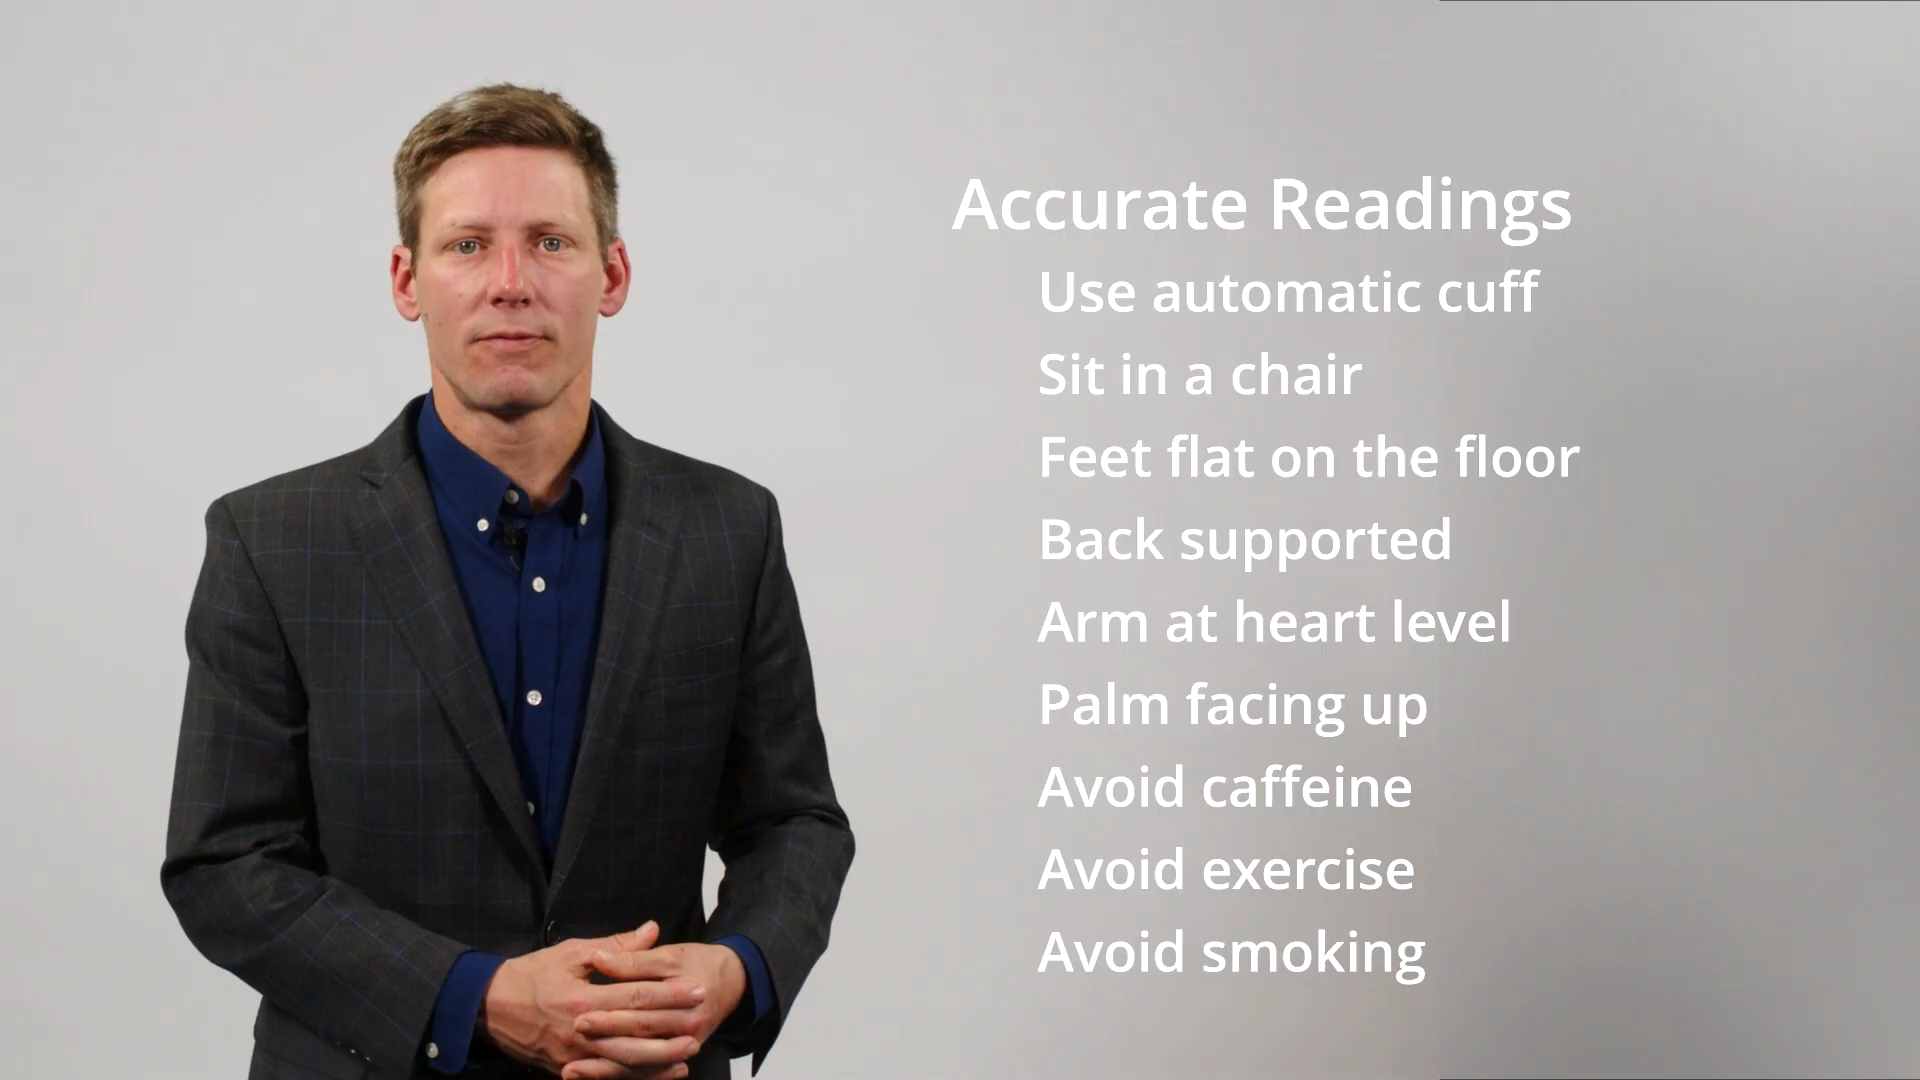 Accurate Readings
Use automatic cuff
Sit in a chair
Feet flat on the floor
Back supported
Arm at heart level
Palm facing up
Avoid caffeine
Avoid exercise
Avoid smoking